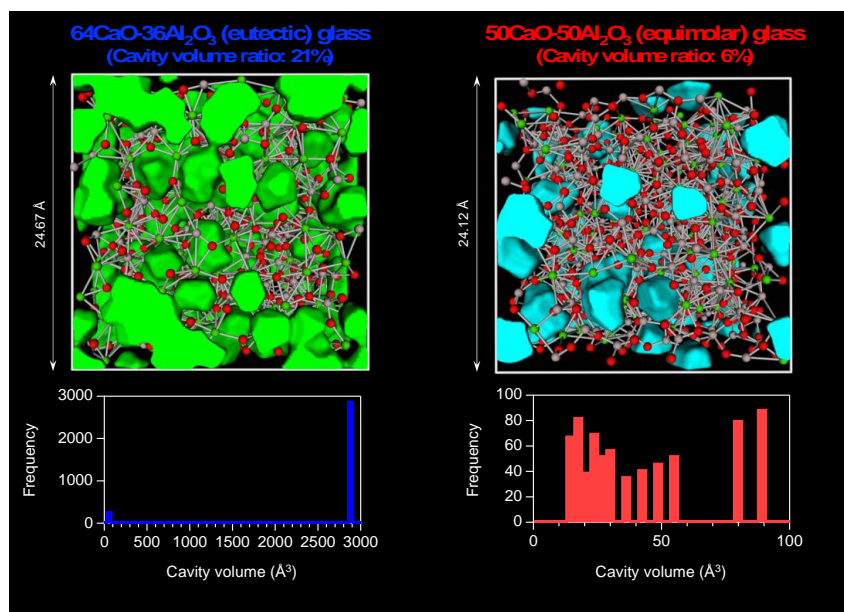 64CaO-36Al₂O₃ (eutectic) glass
(Cavity volume ratio: 21%)
24.67 Å
3000
2000
1000
0
Frequency
0 500 1000 1500 2000 2500 3000
Cavity volume (Å³)
50CaO-50Al₂O₃ (equimolar) glass
(Cavity volume ratio: 6%)
24.12 Å
100
80
60
40
20
0
Frequency
0 50 100
Cavity volume (Å³)